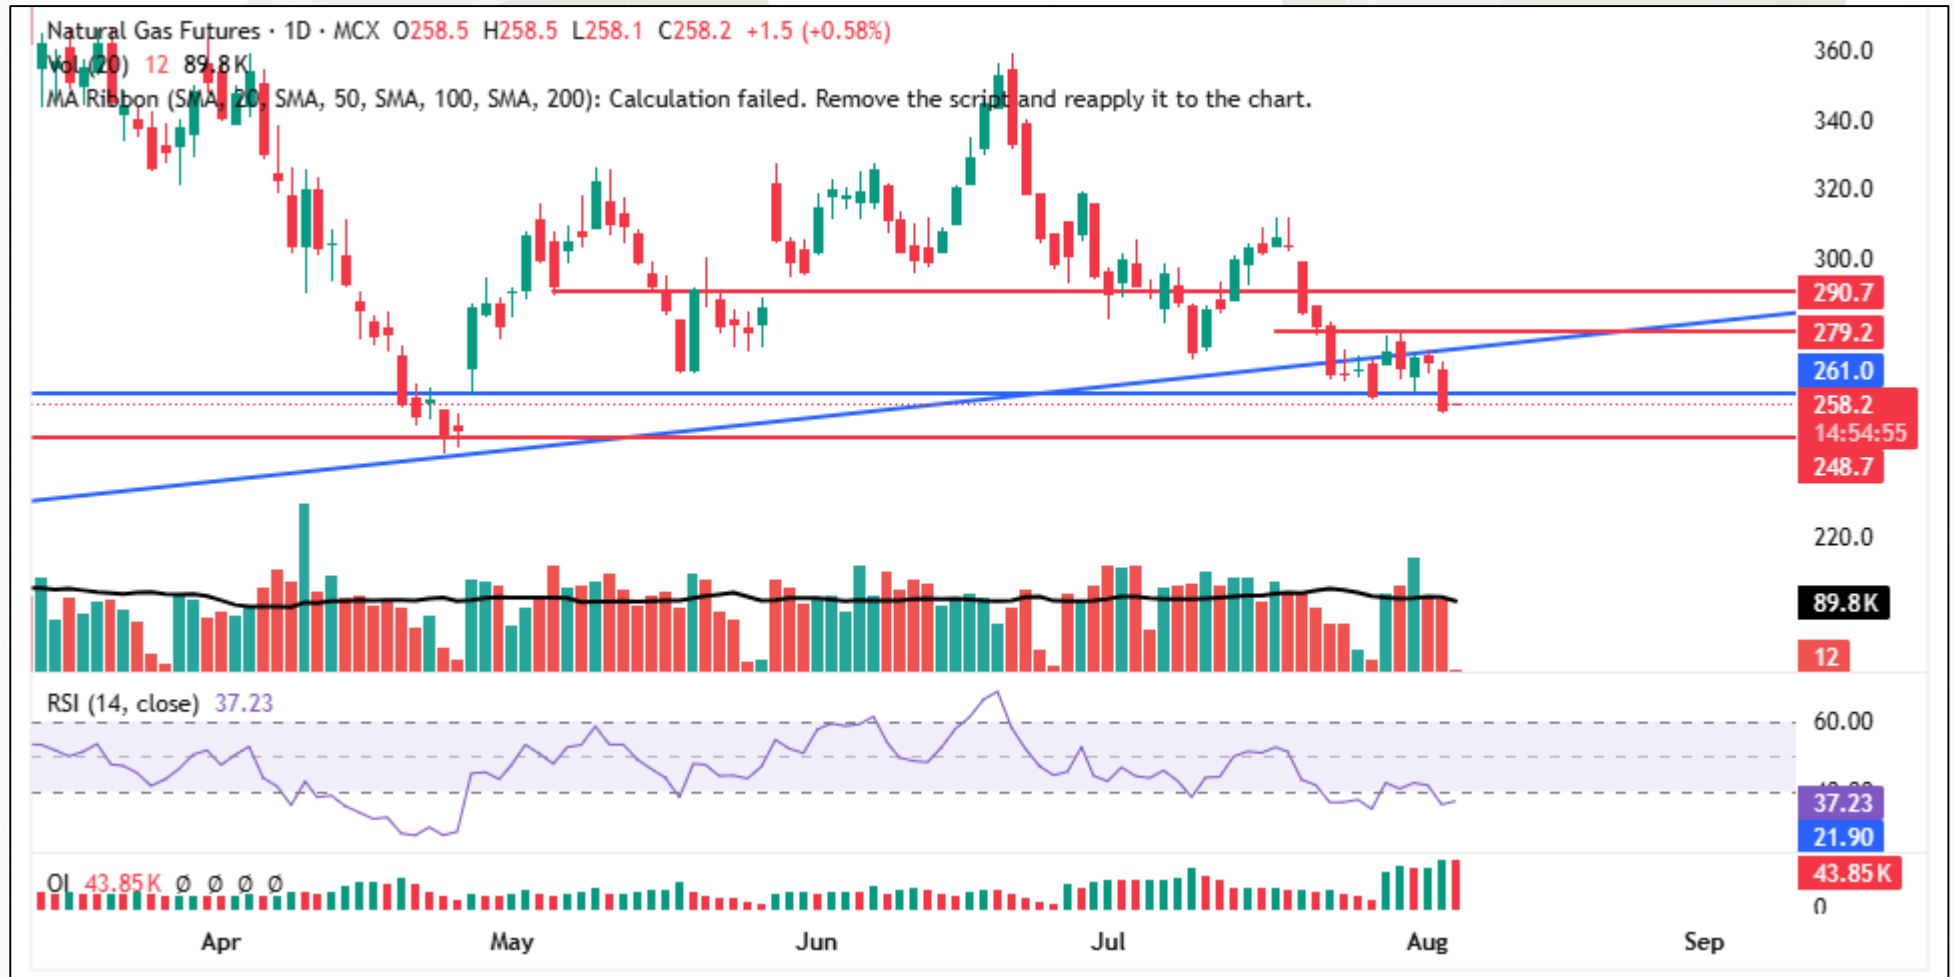 Natural Gas Futures · 1D · MCX O258.5 H258.5 L258.1 C258.2 +1.5 (+0.58%)
Vol (20) 12 89.8K
MA Ribbon (SMA, 20, SMA, 50, SMA, 100, SMA, 200): Calculation failed. Remove the script and reapply it to the chart.
360.0
340.0
320.0
300.0
290.7
279.2
261.0
258.2
14:54:55
248.7
220.0
89.8K
12
RSI (14, close) 37.23
60.00
37.23
21.90
OI 43.85K Ø Ø Ø Ø
43.85K
0
Apr May Jun Jul Aug Sep